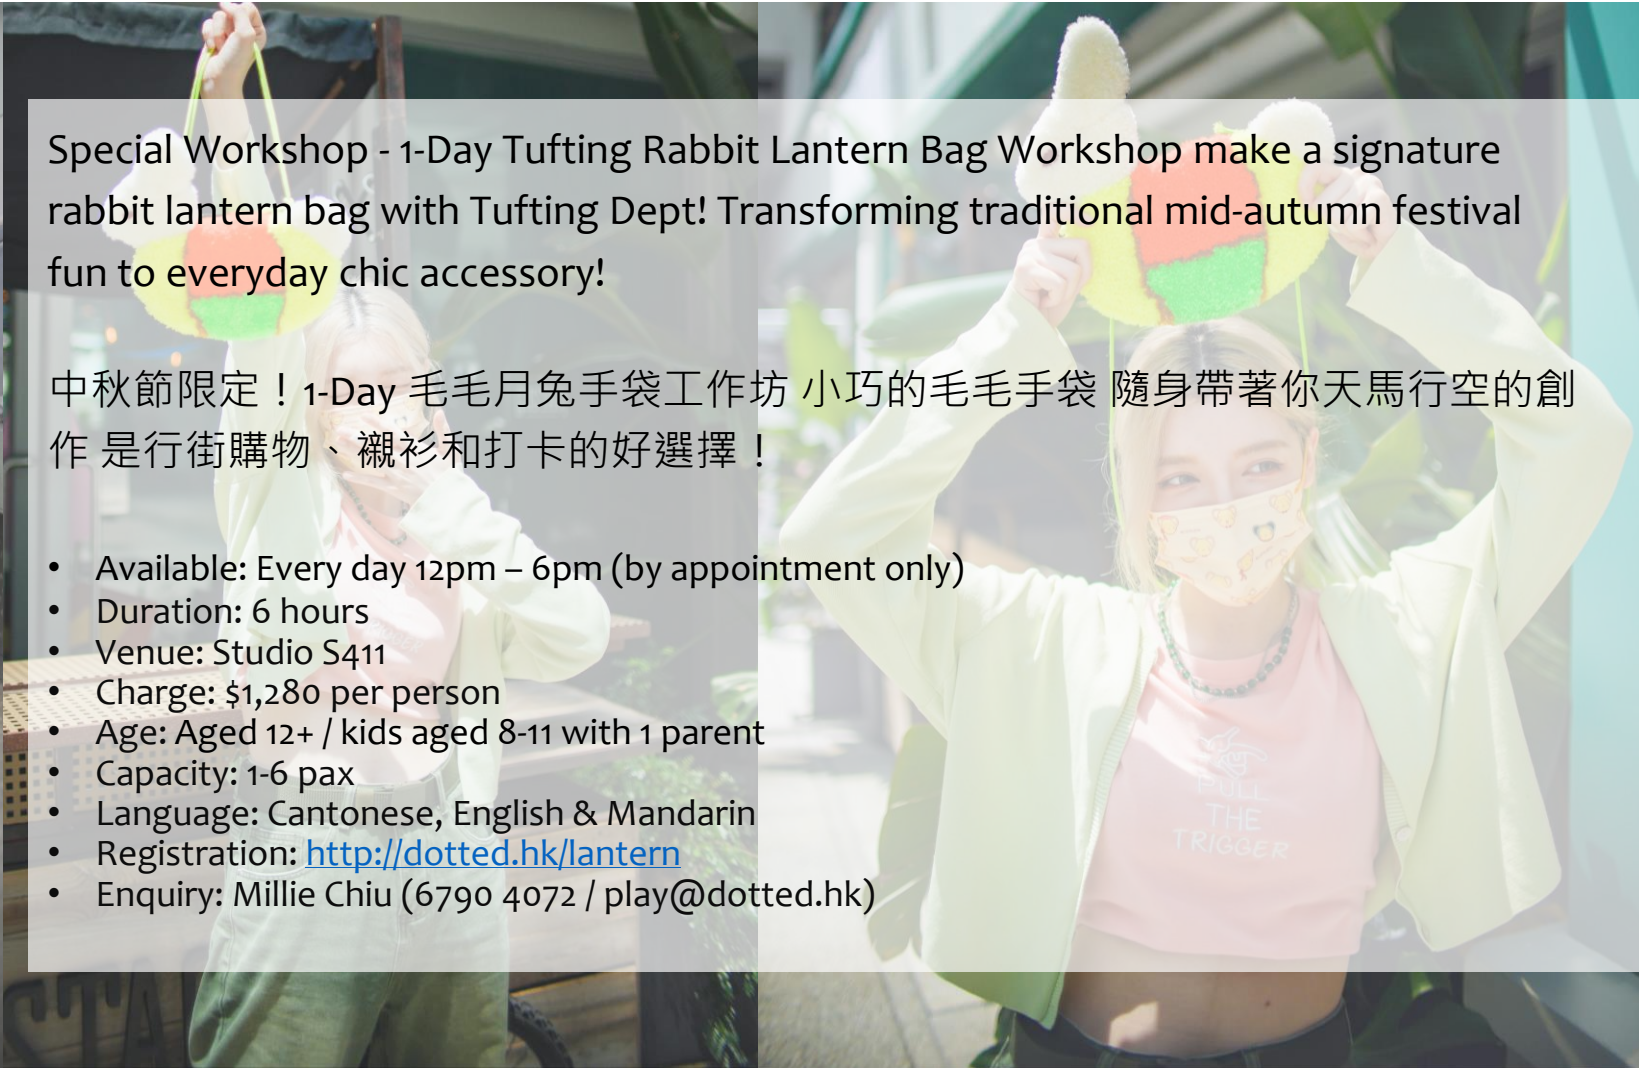 Special Workshop - 1-Day Tufting Rabbit Lantern Bag Workshop make a signature
rabbit lantern bag with Tufting Dept! Transforming traditional mid-autumn festival
fun to everyday chic accessory!
中秋節限定！1-Day 毛毛月兔手袋工作坊 小巧的毛毛手袋 隨身帶著你天馬行空的創
作 是行街購物、襯衫和打卡的好選擇！
• Available: Every day 12pm – 6pm (by appointment only)
• Duration: 6 hours
• Venue: Studio S411
• Charge: $1,280 per person
• Age: Aged 12+ / kids aged 8-11 with 1 parent
• Capacity: 1-6 pax
• Language: Cantonese, English & Mandarin
• Registration: http://dotted.hk/lantern
• Enquiry: Millie Chiu (6790 4072 / play@dotted.hk)
PULL
THE
TRIGGER